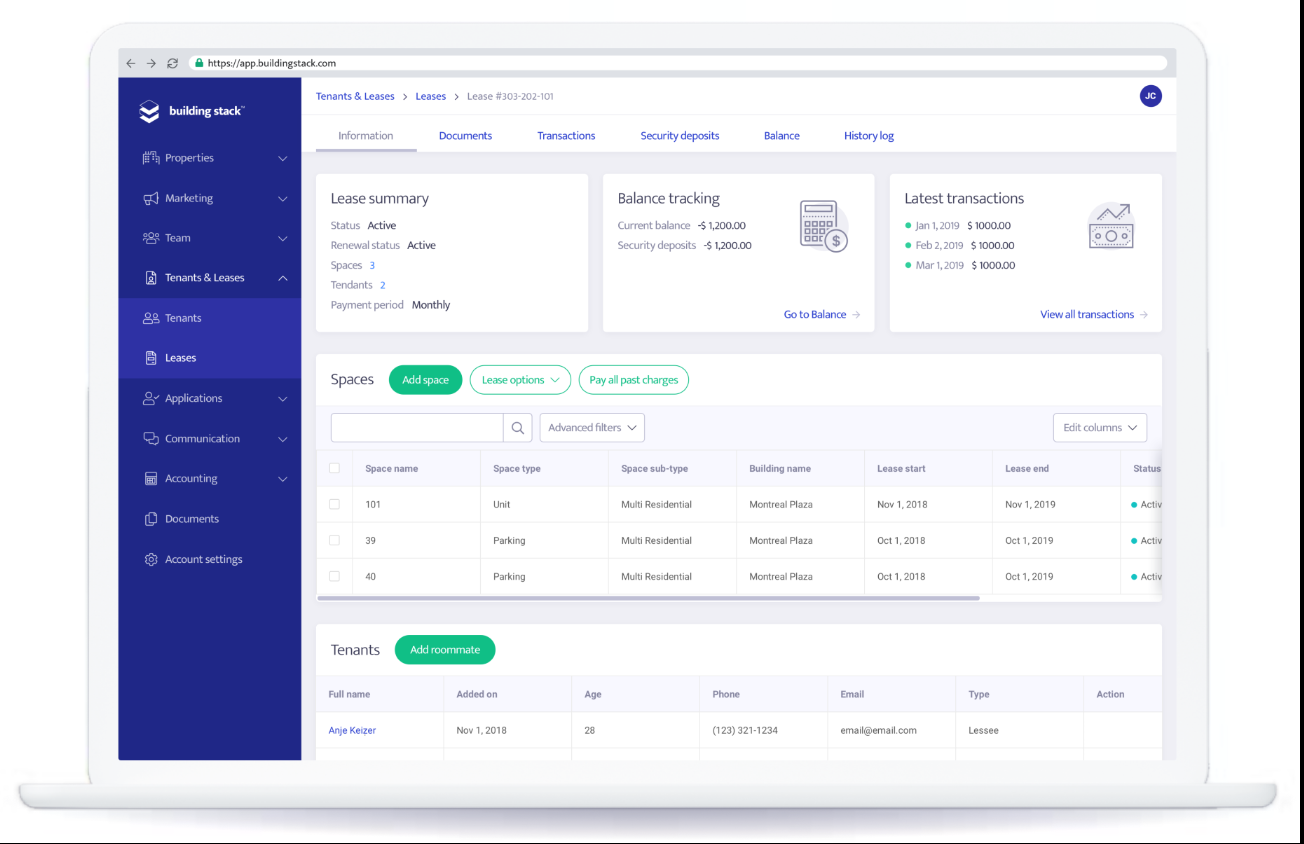 https://app.buildingstack.com
building stack™
Properties
Marketing
Team
Tenants & Leases
Tenants
Leases
Applications
Communication
Accounting
Documents
Account settings
Tenants & Leases > Leases > Lease #303-202-101
JC
Information Documents Transactions Security deposits Balance History log
Lease summary
Status Active
Renewal status Active
Spaces 3
Tendants 2
Payment period Monthly
Balance tracking
Current balance -$ 1,200.00
Security deposits -$ 1,200.00
$
Go to Balance →
Latest transactions
Jan 1, 2019 $ 1000.00
Feb 2, 2019 $ 1000.00
Mar 1, 2019 $ 1000.00
View all transactions →
Spaces Add space Lease options Pay all past charges
Advanced filters Edit columns
Space name Space type Space sub-type Building name Lease start Lease end Status
101 Unit Multi Residential Montreal Plaza Nov 1, 2018 Nov 1, 2019 Activ
39 Parking Multi Residential Montreal Plaza Oct 1, 2018 Oct 1, 2019 Activ
40 Parking Multi Residential Montreal Plaza Oct 1, 2018 Oct 1, 2019 Activ
Tenants Add roommate
Full name Added on Age Phone Email Type Action
Anje Keizer Nov 1, 2018 28 (123) 321-1234 email@email.com Lessee